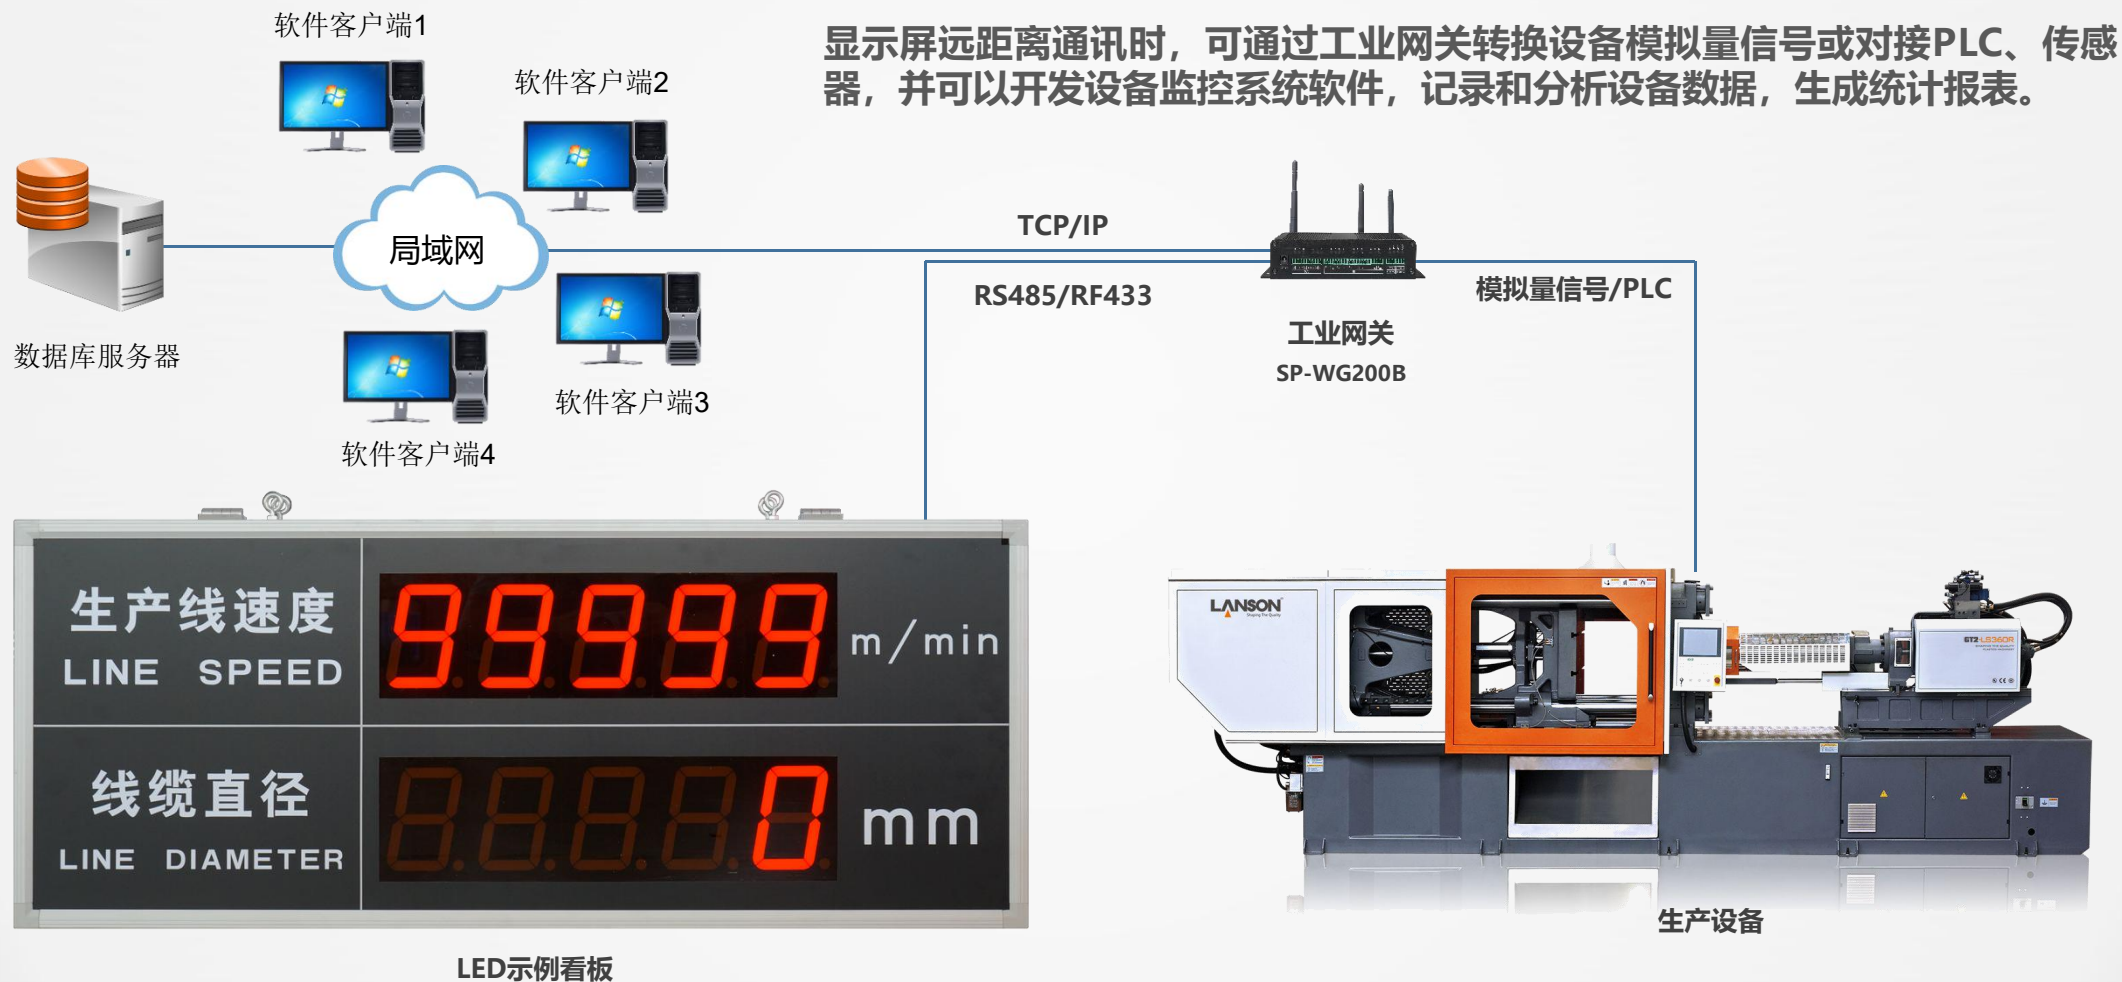 软件客户端1
软件客户端2
显示屏远距离通讯时，可通过工业网关转换设备模拟量信号或对接PLC、传感
器，并可以开发设备监控系统软件，记录和分析设备数据，生成统计报表。
局域网
TCP/IP
RS485/RF433
模拟量信号/PLC
工业网关
SP-WG200B
数据库服务器
软件客户端3
软件客户端4
生产线速度
LINE SPEED
99999
m/min
线缆直径
LINE DIAMETER
0
mm
LED示例看板
LANSON
Shaping The Quality
GT2-LS360R
生产设备